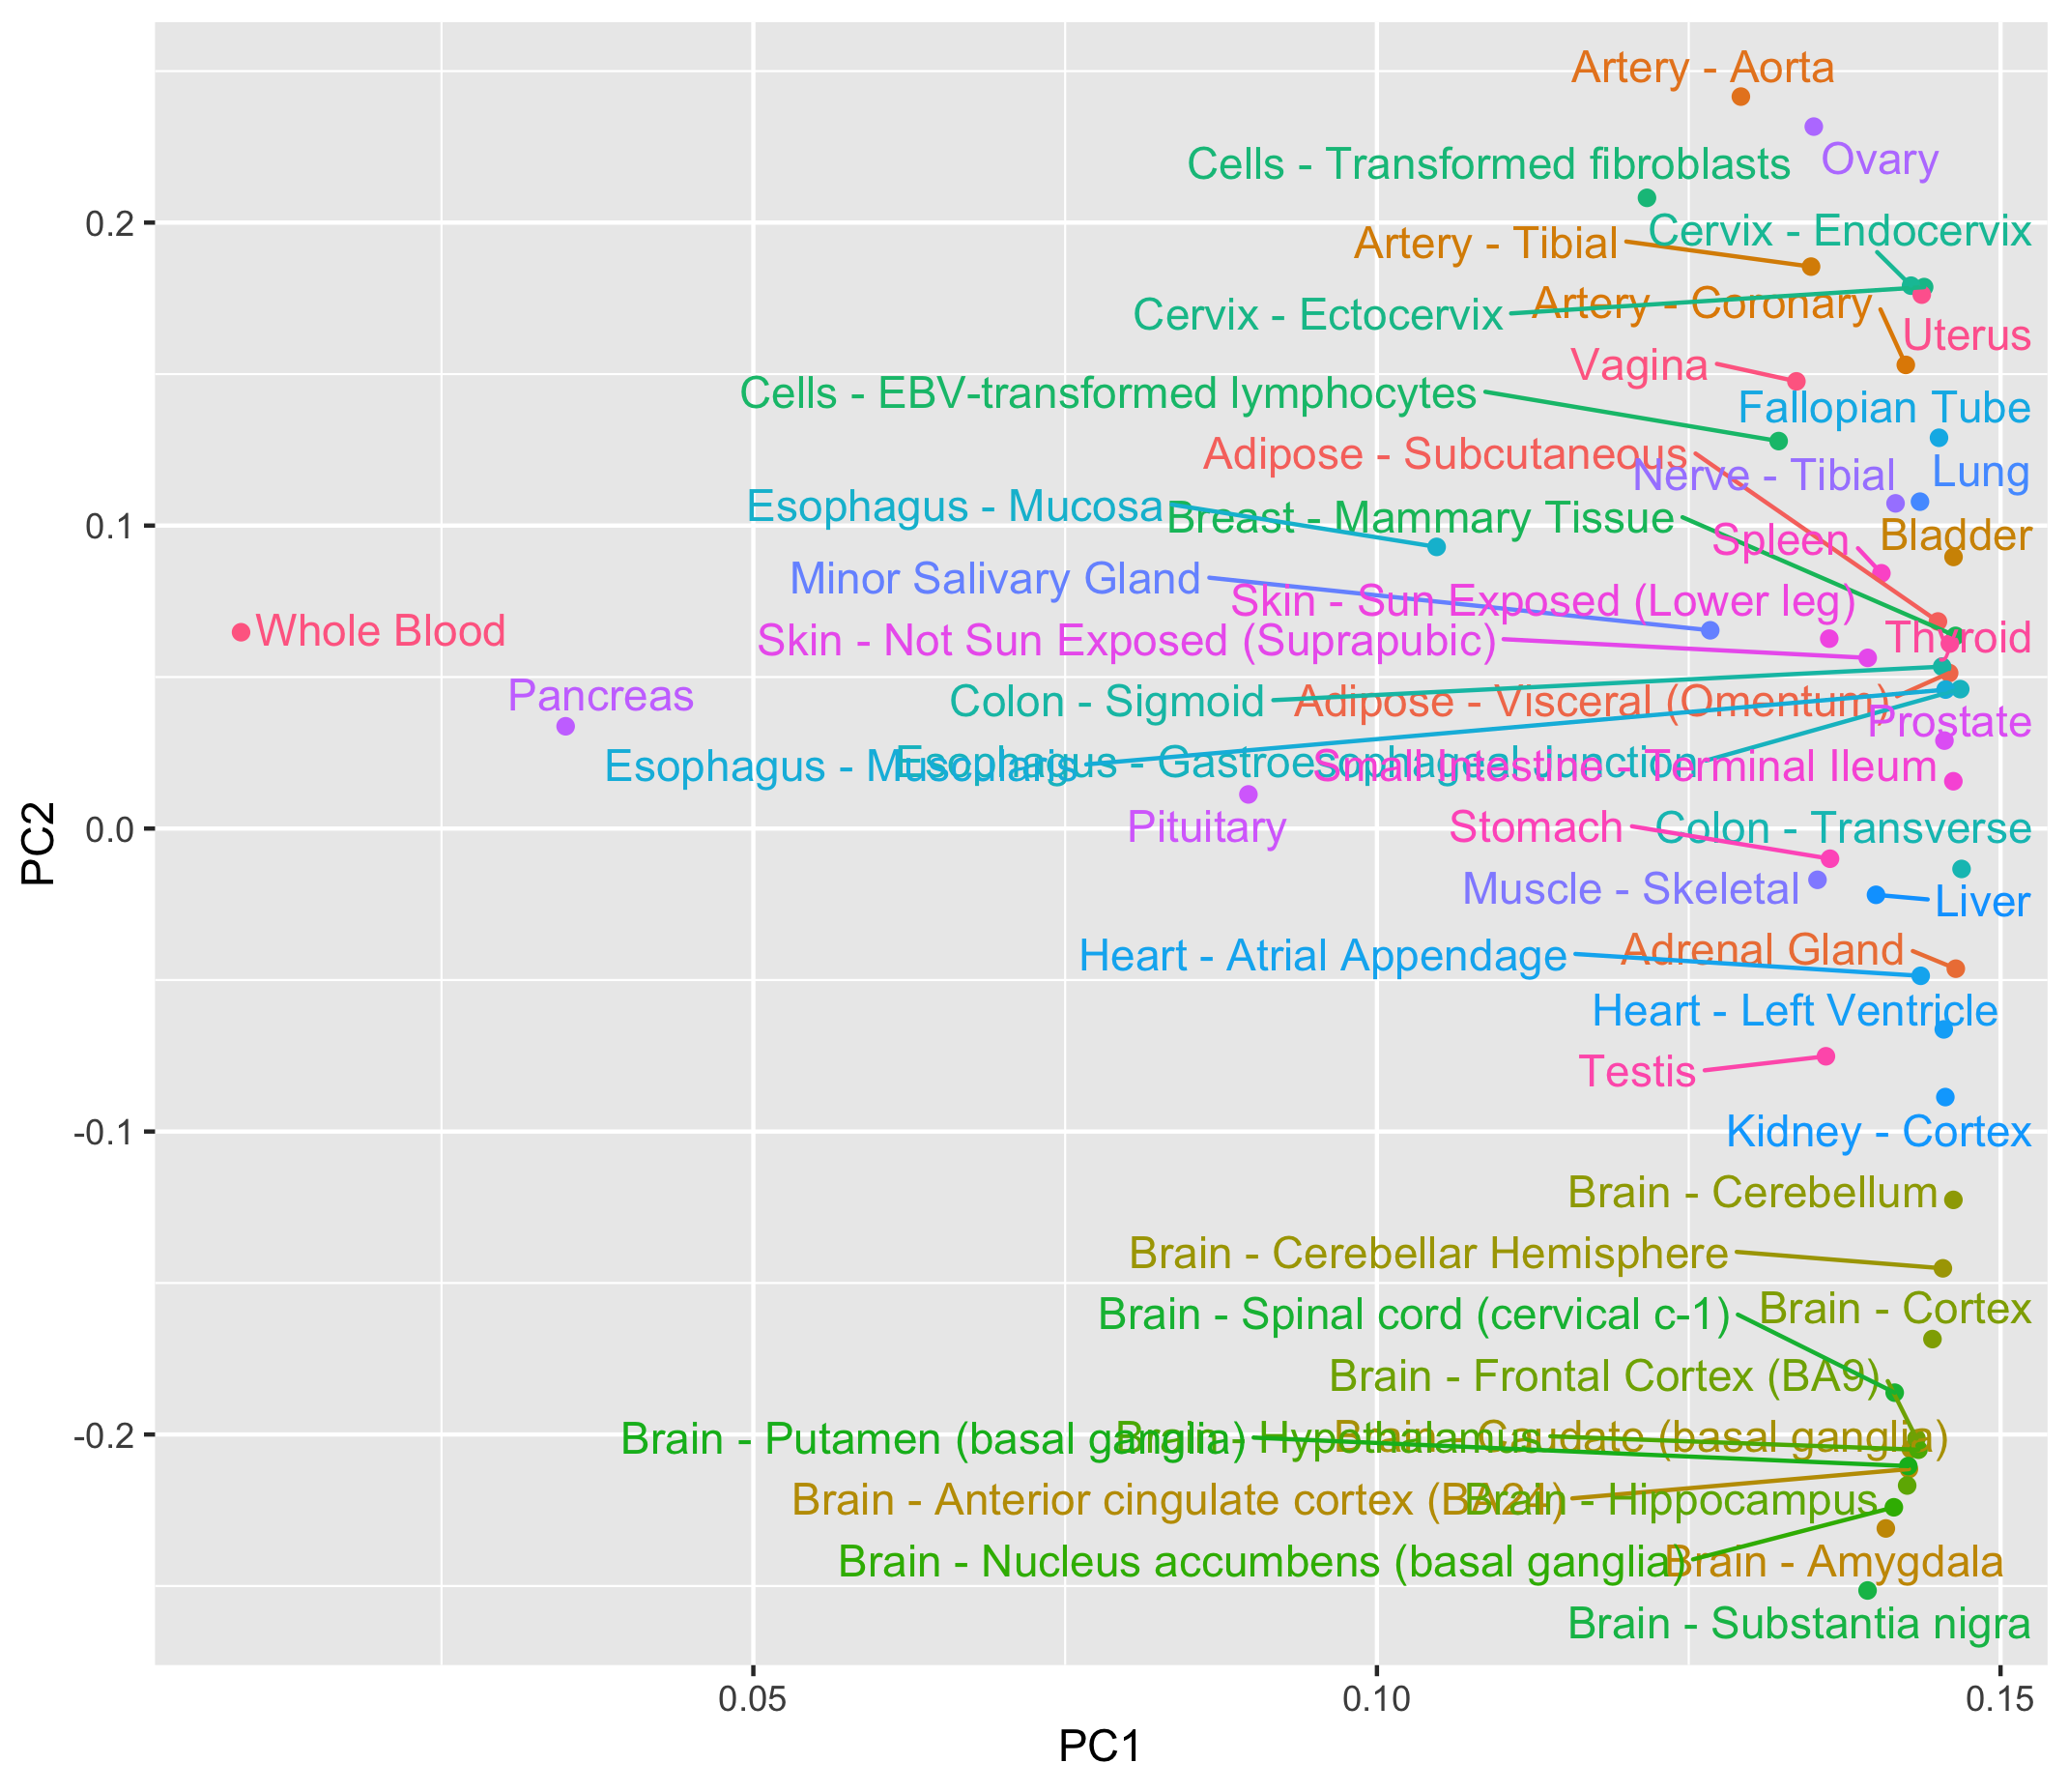 Artery - Aorta
Ovary
Cells - Transformed fibroblasts
0.2
Cervix - Endocervix
Artery - Tibial
Artery - Coronary
Cervix - Ectocervix
Uterus
Vagina
Cells - EBV-transformed lymphocytes
Fallopian Tube
Adipose - Subcutaneous
Nerve - Tibial
Lung
Esophagus - Mucosa
Breast - Mammary Tissue
0.1
Spleen
Bladder
Minor Salivary Gland
Skin - Sun Exposed (Lower leg)
Whole Blood
Skin - Not Sun Exposed (Suprapubic)
Thyroid
Pancreas
Colon - Sigmoid
Adipose - Visceral (Omentum)
Prostate
Esophagus - Muscularis
Esophagus - Gastroesophageal Junction
Small Intestine - Terminal Ileum
Pituitary
Stomach
Colon - Transverse
0.0
PC2
Muscle - Skeletal
Liver
Adrenal Gland
Heart - Atrial Appendage
Heart - Left Ventricle
Testis
-0.1
Kidney - Cortex
Brain - Cerebellum
Brain - Cerebellar Hemisphere
Brain - Cortex
Brain - Spinal cord (cervical c-1)
Brain - Frontal Cortex (BA9)
-0.2
Brain - Putamen (basal ganglia)
Brain - Hypothalamus
Brain - Caudate (basal ganglia)
Brain - Anterior cingulate cortex (BA24)
Brain - Hippocampus
Brain - Nucleus accumbens (basal ganglia)
Brain - Amygdala
Brain - Substantia nigra
0.05
0.10
0.15
PC1